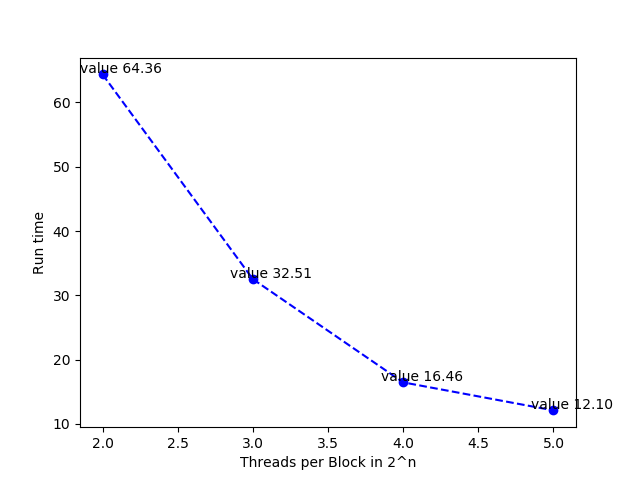 value 64.36
60
50
40
30
20
10
Run time
value 32.51
value 16.46
value 12.10
2.0 2.5 3.0 3.5 4.0 4.5 5.0
Threads per Block in 2^n